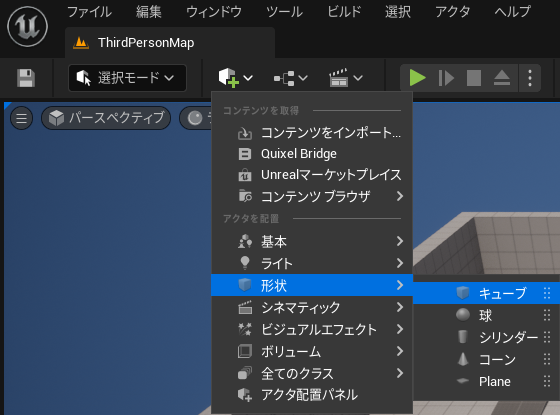 ファイル 編集 ウィンドウ ツール ビルド 選択 アクタ ヘルプ
ThirdPersonMap
選択モード
パースペクティブ
コンテンツを取得
コンテンツをインポート...
Quixel Bridge
Unrealマーケットプレイス
コンテンツ ブラウザ
アクタを配置
基本
ライト
形状
シネマティック
ビジュアルエフェクト
ボリューム
全てのクラス
アクタ配置パネル
キューブ
球
シリンダー
コーン
Plane